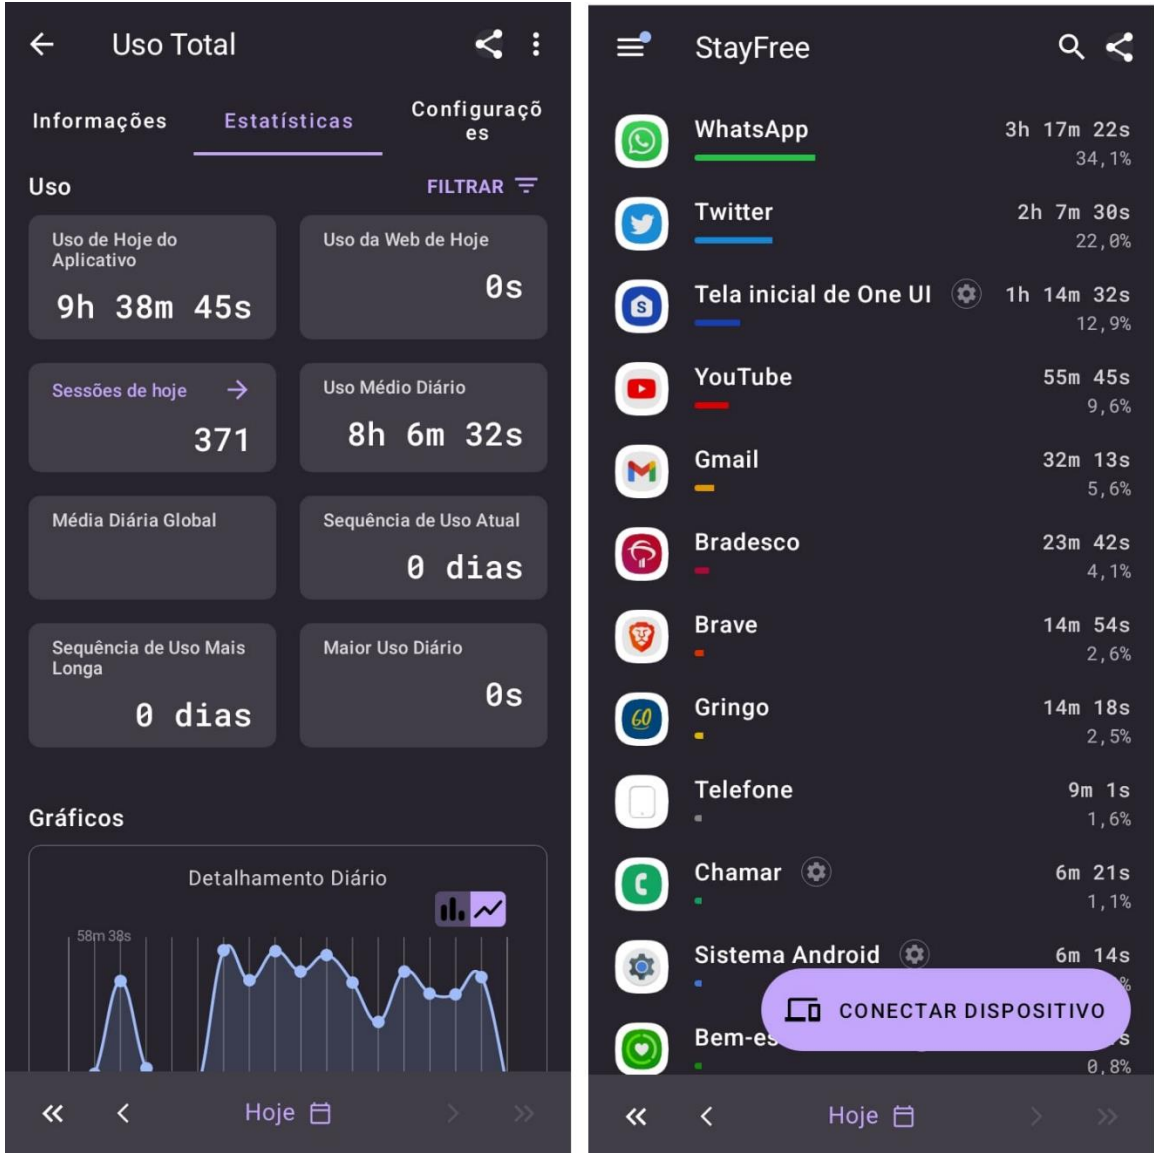 Uso Total
Informações
Estatísticas
Configuraçõ
es
Uso
FILTRAR
Uso de Hoje do
Aplicativo
9h 38m 45s
Uso da Web de Hoje
0s
Sessões de hoje
371
Uso Médio Diário
8h 6m 32s
Média Diária Global
Sequência de Uso Atual
0 dias
Sequência de Uso Mais
Longa
0 dias
Maior Uso Diário
0s
Gráficos
Detalhamento Diário
58m 38s
Hoje
StayFree
WhatsApp
3h 17m 22s
34,1%
Twitter
2h 7m 30s
22,0%
Tela inicial de One UI
1h 14m 32s
12,9%
YouTube
55m 45s
9,6%
Gmail
32m 13s
5,6%
Bradesco
23m 42s
4,1%
Brave
14m 54s
2,6%
Gringo
14m 18s
2,5%
Telefone
9m 1s
1,6%
Chamar
6m 21s
1,1%
Sistema Android
6m 14s
%
CONECTAR DISPOSITIVO
Bem-es
s
0,8%
Hoje